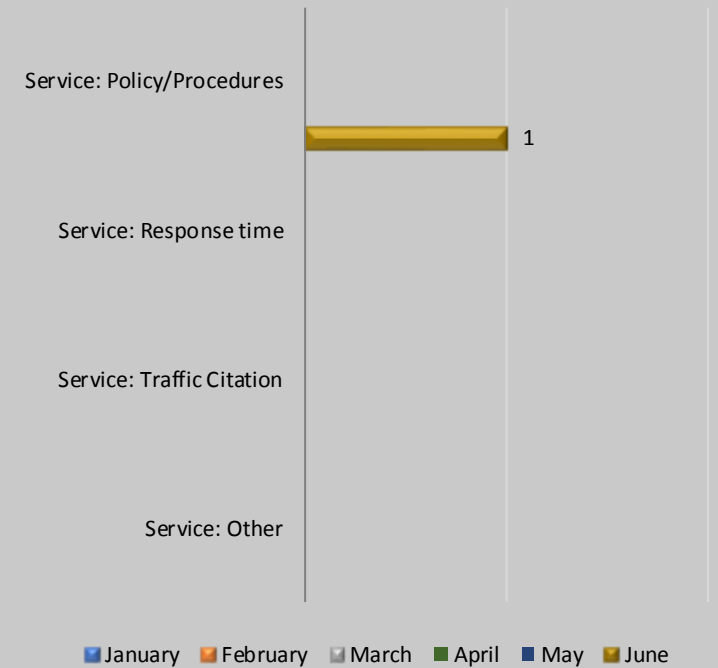 Service: Policy/Procedures
1
Service: Response time
Service: Traffic Citation
Service: Other
January February March April May June